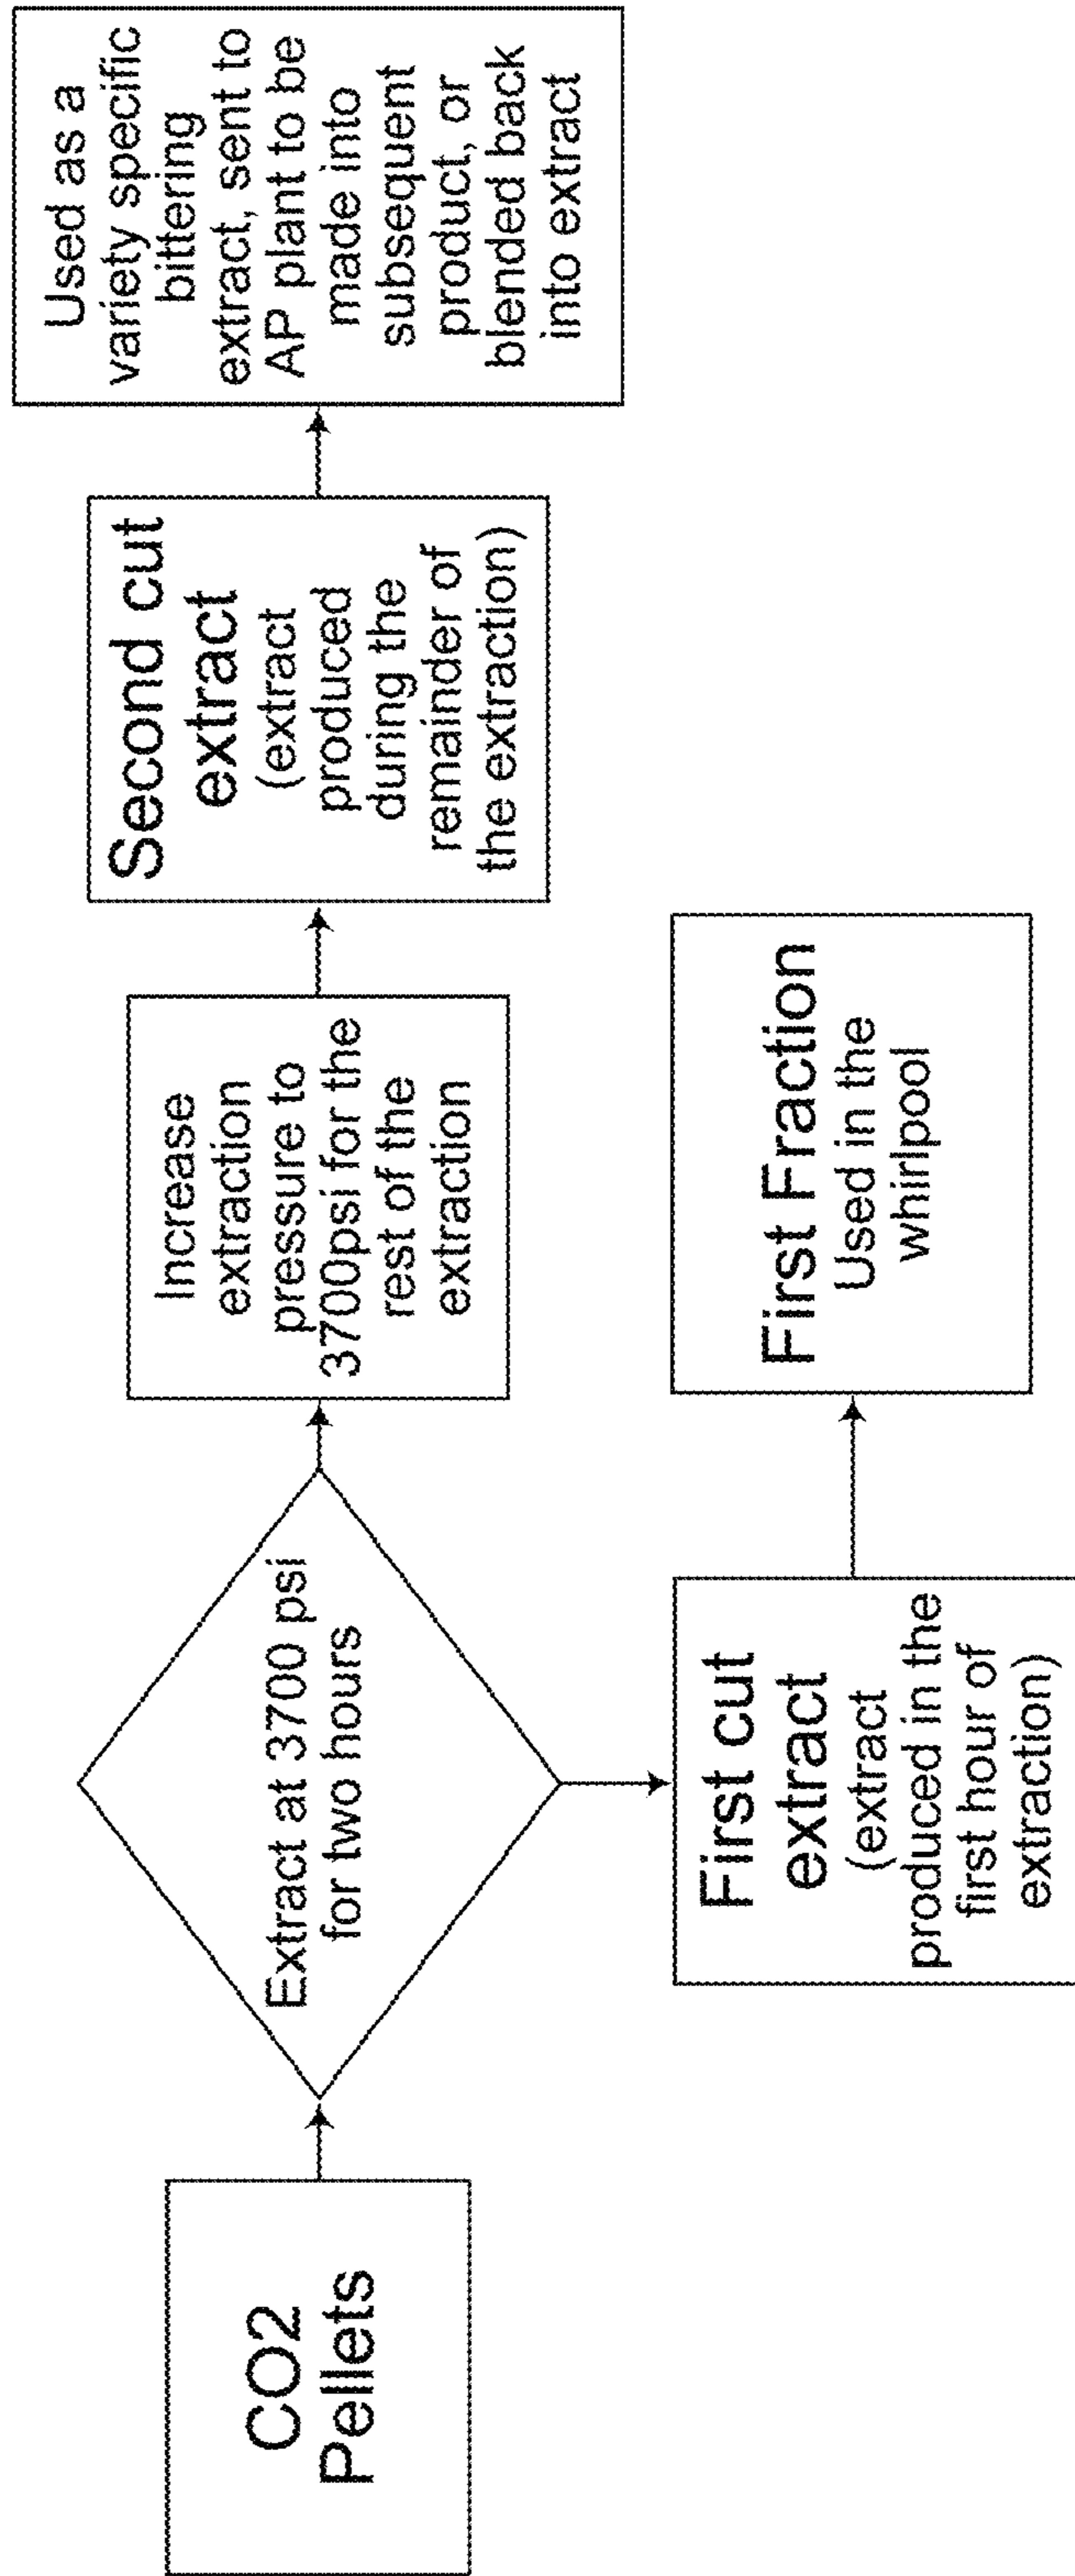 CO2
Pellets
Extract at 3700 psi
for two hours
Increase
extraction
pressure to
3700psi for the
rest of the
extraction
Second cut
extract
(extract
produced
during the
remainder of
the extraction)
Used as a
variety specific
bittering
extract, sent to
AP plant to be
made into
subsequent
product, or
blended back
into extract
First cut
extract
(extract
produced in the
first hour of
extraction)
First Fraction
Used in the
whirlpool